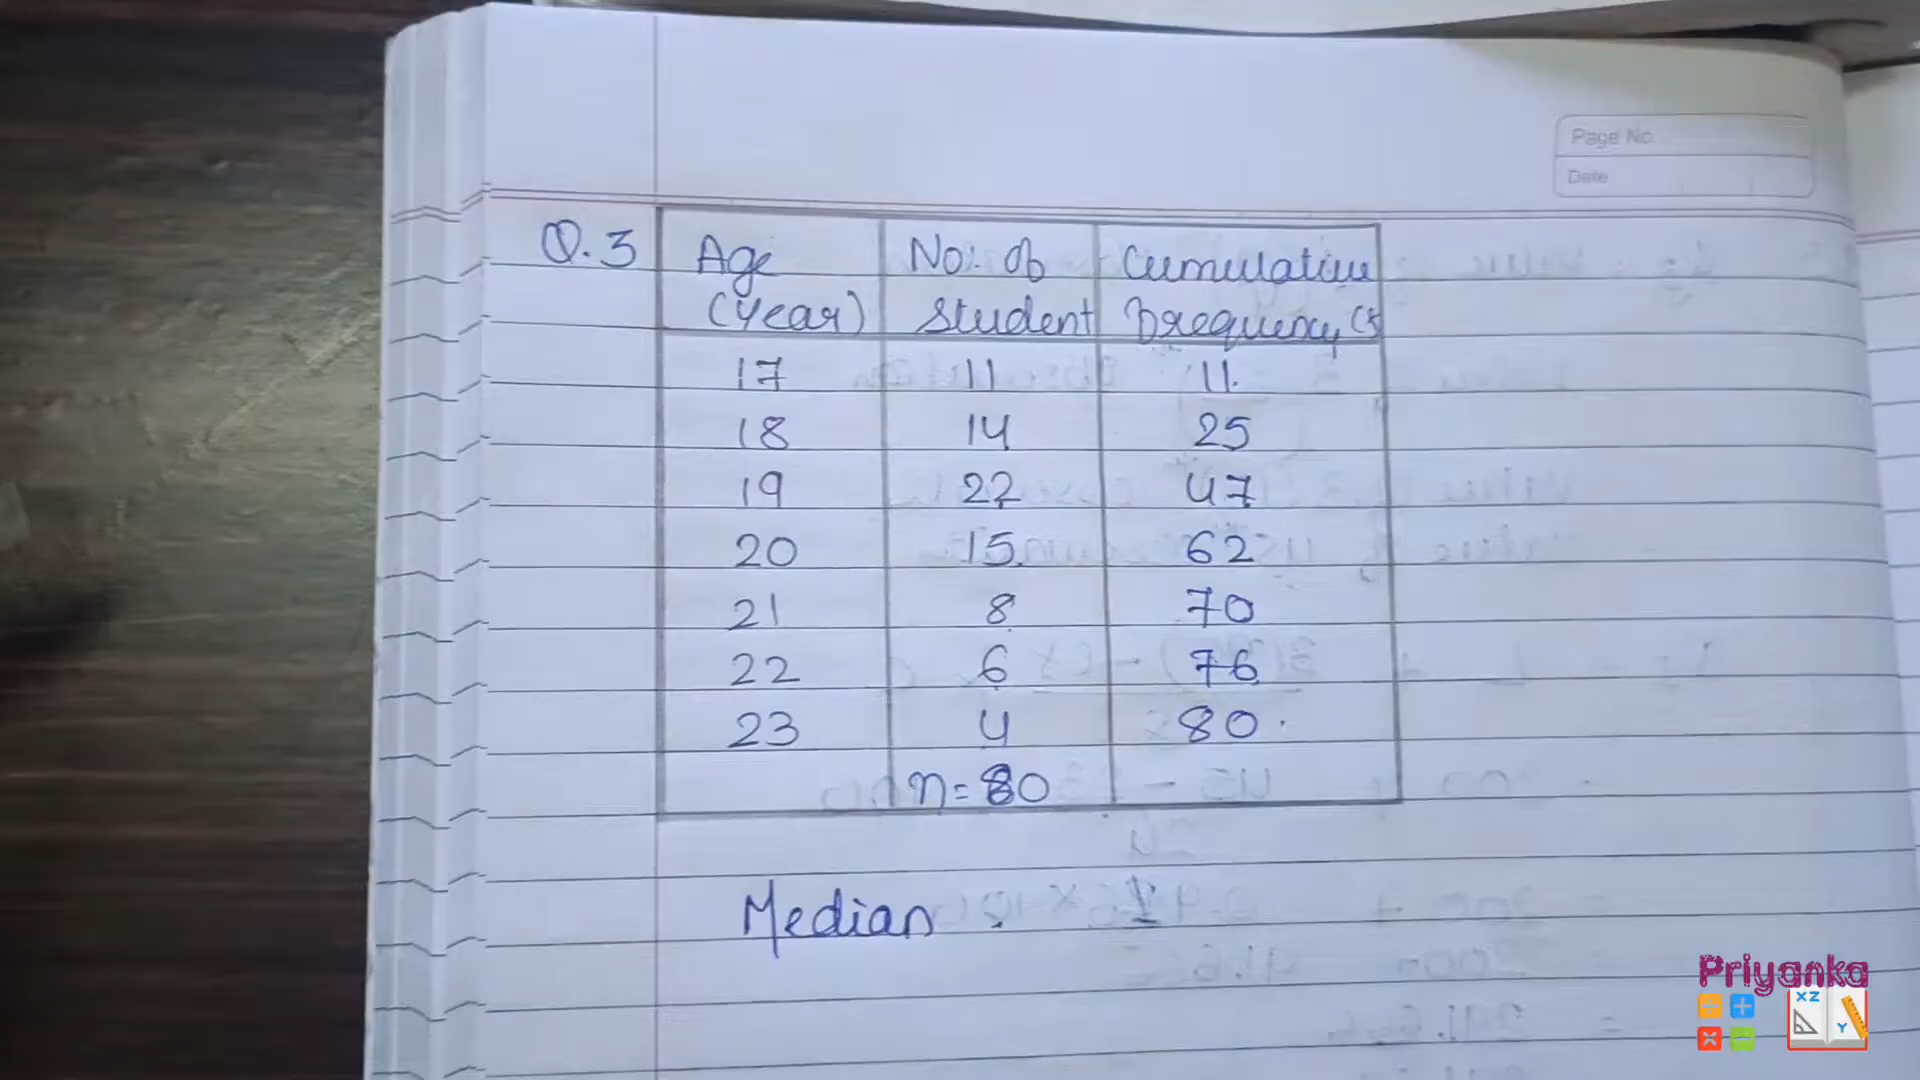 Page No.
Date
Q.3 Age No: of Cumulative
(Year) Student frequency (
17 11 11.
18 14 25
19 22 47
20 15. 62
21 8 70
22 6 76
23 4 80.
n = 80
Median
Priyanka
XZ
Y